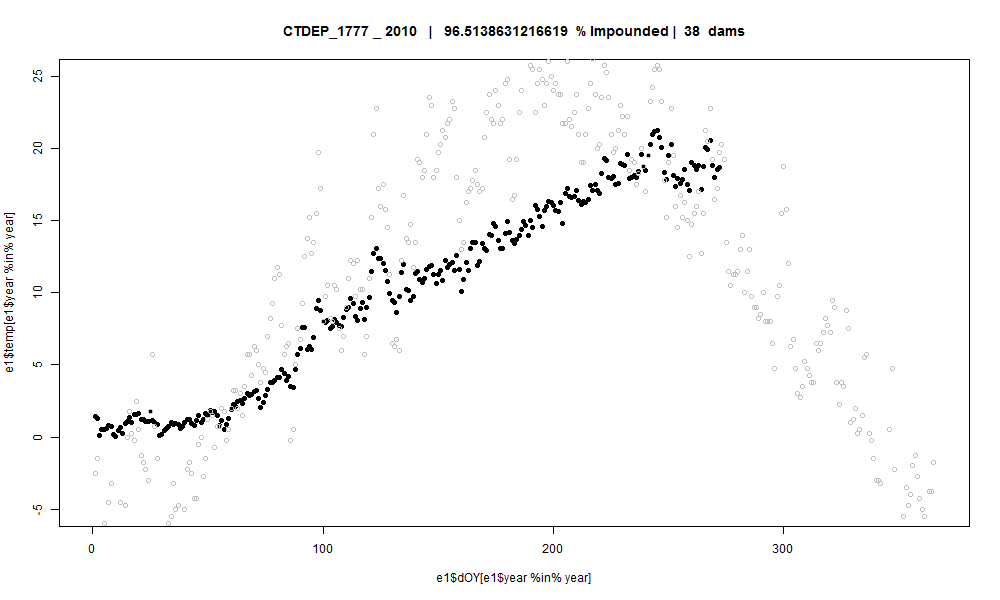 CTDEP_1777 _ 2010 | 96.5138631216619 % Impounded | 38 dams
e1$temp[e1$year %in% year]
25
20
15
10
5
0
-5
0 100 200 300
e1$dOY[e1$year %in% year]